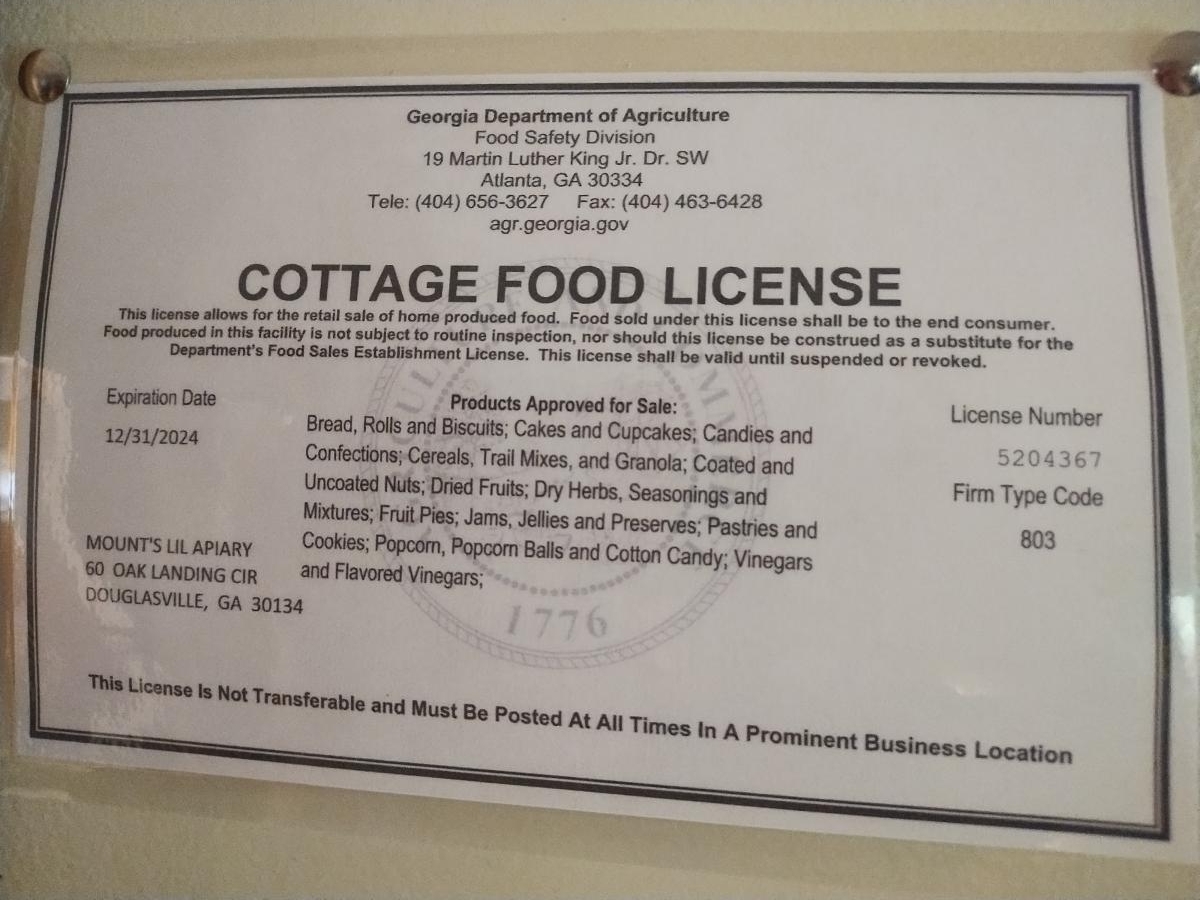 Georgia Department of Agriculture
Food Safety Division
19 Martin Luther King Jr. Dr. SW
Atlanta, GA 30334
Tele: (404) 656-3627 Fax: (404) 463-6428
agr.georgia.gov
COTTAGE FOOD LICENSE
This license allows for the retail sale of home produced food. Food sold under this license shall be to the end consumer.
Food produced in this facility is not subject to routine inspection, nor should this license be construed as a substitute for the
Department's Food Sales Establishment License. This license shall be valid until suspended or revoked.
Expiration Date
12/31/2024
Products Approved for Sale:
Bread, Rolls and Biscuits; Cakes and Cupcakes; Candies and
Confections; Cereals, Trail Mixes, and Granola; Coated and
Uncoated Nuts; Dried Fruits; Dry Herbs, Seasonings and
Mixtures; Fruit Pies; Jams, Jellies and Preserves; Pastries and
Cookies; Popcorn, Popcorn Balls and Cotton Candy; Vinegars
and Flavored Vinegars;
License Number
5204367
Firm Type Code
803
MOUNT'S LIL APIARY
60 OAK LANDING CIR
DOUGLASVILLE, GA 30134
1776
This License Is Not Transferable and Must Be Posted At All Times In A Prominent Business Location